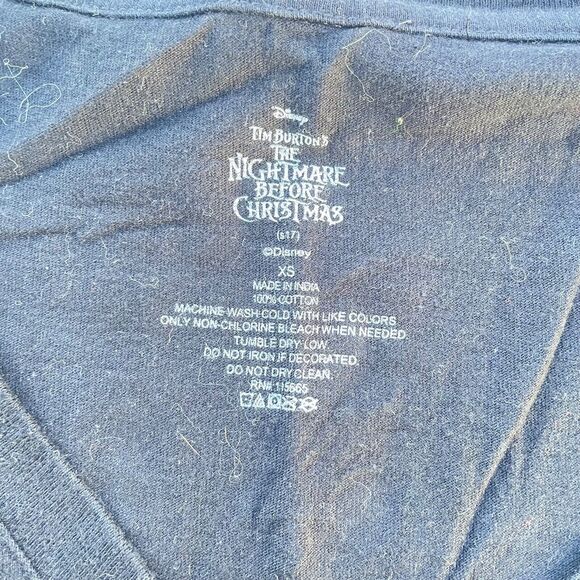 Disney
TIM BURTON'S
THE
NIGHTMARE
BEFORE
CHRISTMAS
(s17)
©Disney
XS
MADE IN INDIA
100% COTTON
MACHINE WASH COLD WITH LIKE COLORS
ONLY NON-CHLORINE BLEACH WHEN NEEDED
TUMBLE DRY LOW.
DO NOT IRON IF DECORATED.
DO NOT DRY CLEAN.
RN# 115665